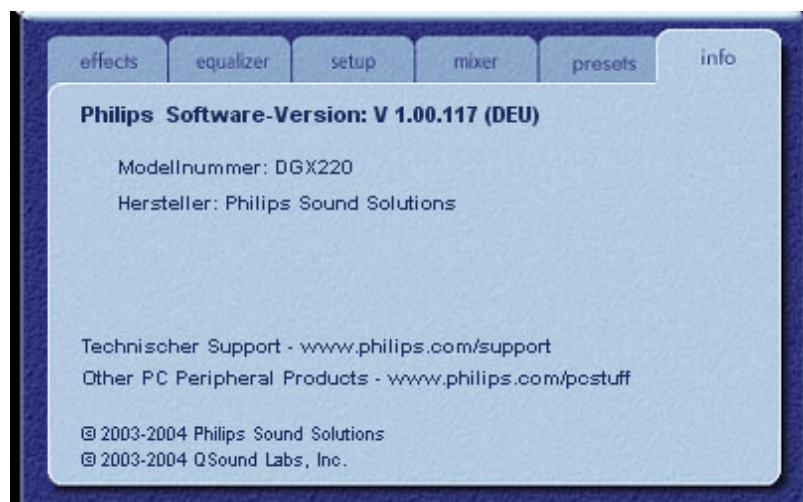 effects equalizer setup mixer presets info
Philips Software-Version: V 1.00.117 (DEU)
Modellnummer: DGX220
Hersteller: Philips Sound Solutions
Technischer Support - www.philips.com/support
Other PC Peripheral Products - www.philips.com/pcstuff
© 2003-2004 Philips Sound Solutions
© 2003-2004 QSound Labs, Inc.